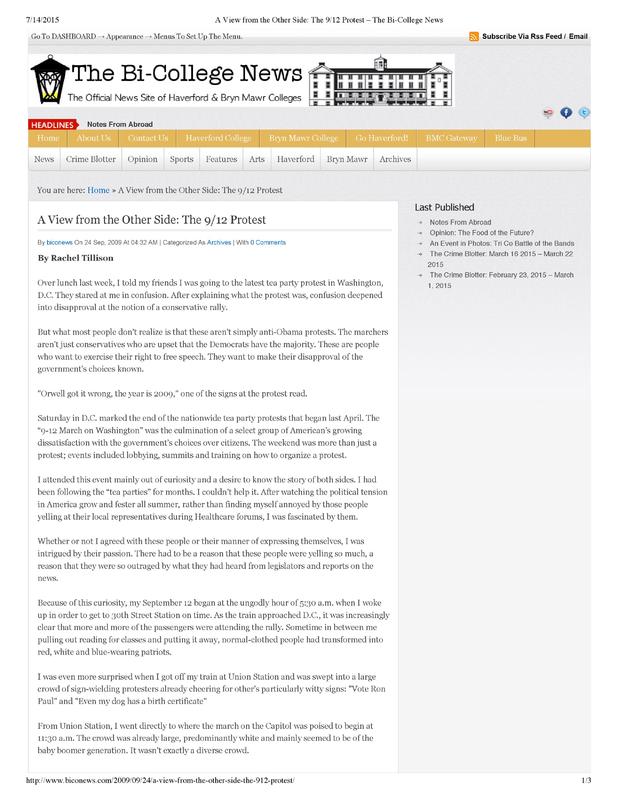 7/14/2015 A View from the Other Side: The 9/12 Protest – The Bi-College News
Go To DASHBOARD → Appearance → Menus To Set Up The Menu.
Subscribe Via Rss Feed / Email
The Bi-College News
The Official News Site of Haverford & Bryn Mawr Colleges
HEADLINES Notes From Abroad
Home About Us Contact Us Haverford College Bryn Mawr College Go Haverford! BMC Gateway Blue Bus
News Crime Blotter Opinion Sports Features Arts Haverford Bryn Mawr Archives
You are here: Home » A View from the Other Side: The 9/12 Protest
A View from the Other Side: The 9/12 Protest
By biconews On 24 Sep, 2009 At 04:32 AM | Categorized As Archives | With 0 Comments
By Rachel Tillison
Over lunch last week, I told my friends I was going to the latest tea party protest in Washington,
D.C. They stared at me in confusion. After explaining what the protest was, confusion deepened
into disapproval at the notion of a conservative rally.
But what most people don't realize is that these aren't simply anti-Obama protests. The marchers
aren't just conservatives who are upset that the Democrats have the majority. These are people
who want to exercise their right to free speech. They want to make their disapproval of the
government's choices known.
"Orwell got it wrong, the year is 2009," one of the signs at the protest read.
Saturday in D.C. marked the end of the nationwide tea party protests that began last April. The
"9-12 March on Washington" was the culmination of a select group of American's growing
dissatisfaction with the government's choices over citizens. The weekend was more than just a
protest; events included lobbying, summits and training on how to organize a protest.
I attended this event mainly out of curiosity and a desire to know the story of both sides. I had
been following the "tea parties" for months. I couldn't help it. After watching the political tension
in America grow and fester all summer, rather than finding myself annoyed by those people
yelling at their local representatives during Healthcare forums, I was fascinated by them.
Whether or not I agreed with these people or their manner of expressing themselves, I was
intrigued by their passion. There had to be a reason that these people were yelling so much, a
reason that they were so outraged by what they had heard from legislators and reports on the
news.
Because of this curiosity, my September 12 began at the ungodly hour of 5:30 a.m. when I woke
up in order to get to 30th Street Station on time. As the train approached D.C., it was increasingly
clear that more and more of the passengers were attending the rally. Sometime in between me
pulling out reading for classes and putting it away, normal-clothed people had transformed into
red, white and blue-wearing patriots.
I was even more surprised when I got off my train at Union Station and was swept into a large
crowd of sign-wielding protesters already cheering for other's particularly witty signs: "Vote Ron
Paul" and "Even my dog has a birth certificate"
From Union Station, I went directly to where the march on the Capitol was poised to begin at
11:30 a.m. The crowd was already large, predominantly white and mainly seemed to be of the
baby boomer generation. It wasn't exactly a diverse crowd.
Last Published
→ Notes From Abroad
→ Opinion: The Food of the Future?
→ An Event in Photos: Tri Co Battle of the Bands
→ The Crime Blotter: March 16 2015 – March 22
2015
→ The Crime Blotter: February 23, 2015 – March
1, 2015
http://www.biconews.com/2009/09/24/a-view-from-the-other-side-the-912-protest/ 1/3